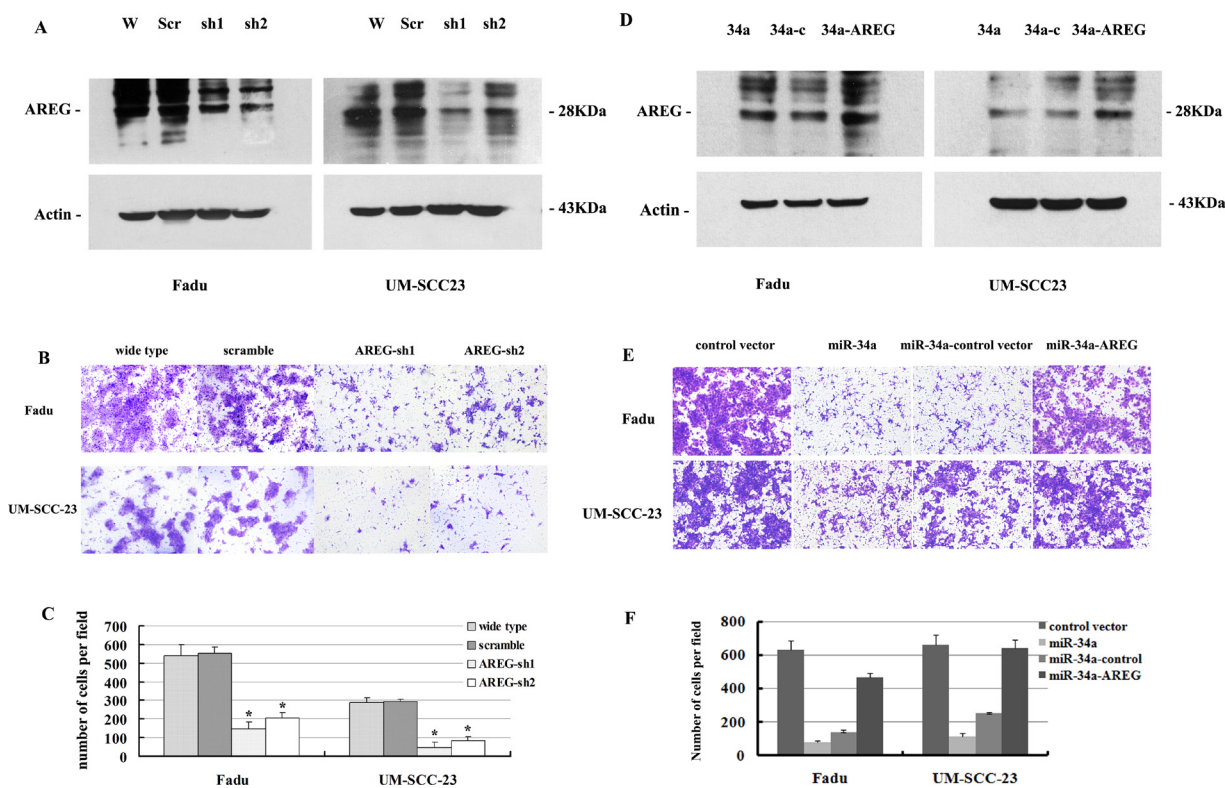 A
W Scr sh1 sh2
W Scr sh1 sh2
AREG -
- 28KDa
Actin -
- 43KDa
Fadu
UM-SCC23
B
wide type scramble AREG-sh1 AREG-sh2
Fadu
UM-SCC-23
C
number of cells per field
700
600
500
400
300
200
100
0
wide type
scramble
AREG-sh1
AREG-sh2
* *
* *
Fadu
UM-SCC-23
D
34a 34a-c 34a-AREG
34a 34a-c 34a-AREG
AREG -
- 28KDa
Actin -
- 43KDa
Fadu
UM-SCC23
E
control vector miR-34a miR-34a-control vector miR-34a-AREG
Fadu
UM-SCC-23
F
Number of cells per field
800
600
400
200
0
control vector
miR-34a
miR-34a-control
miR-34a-AREG
Fadu
UM-SCC-23